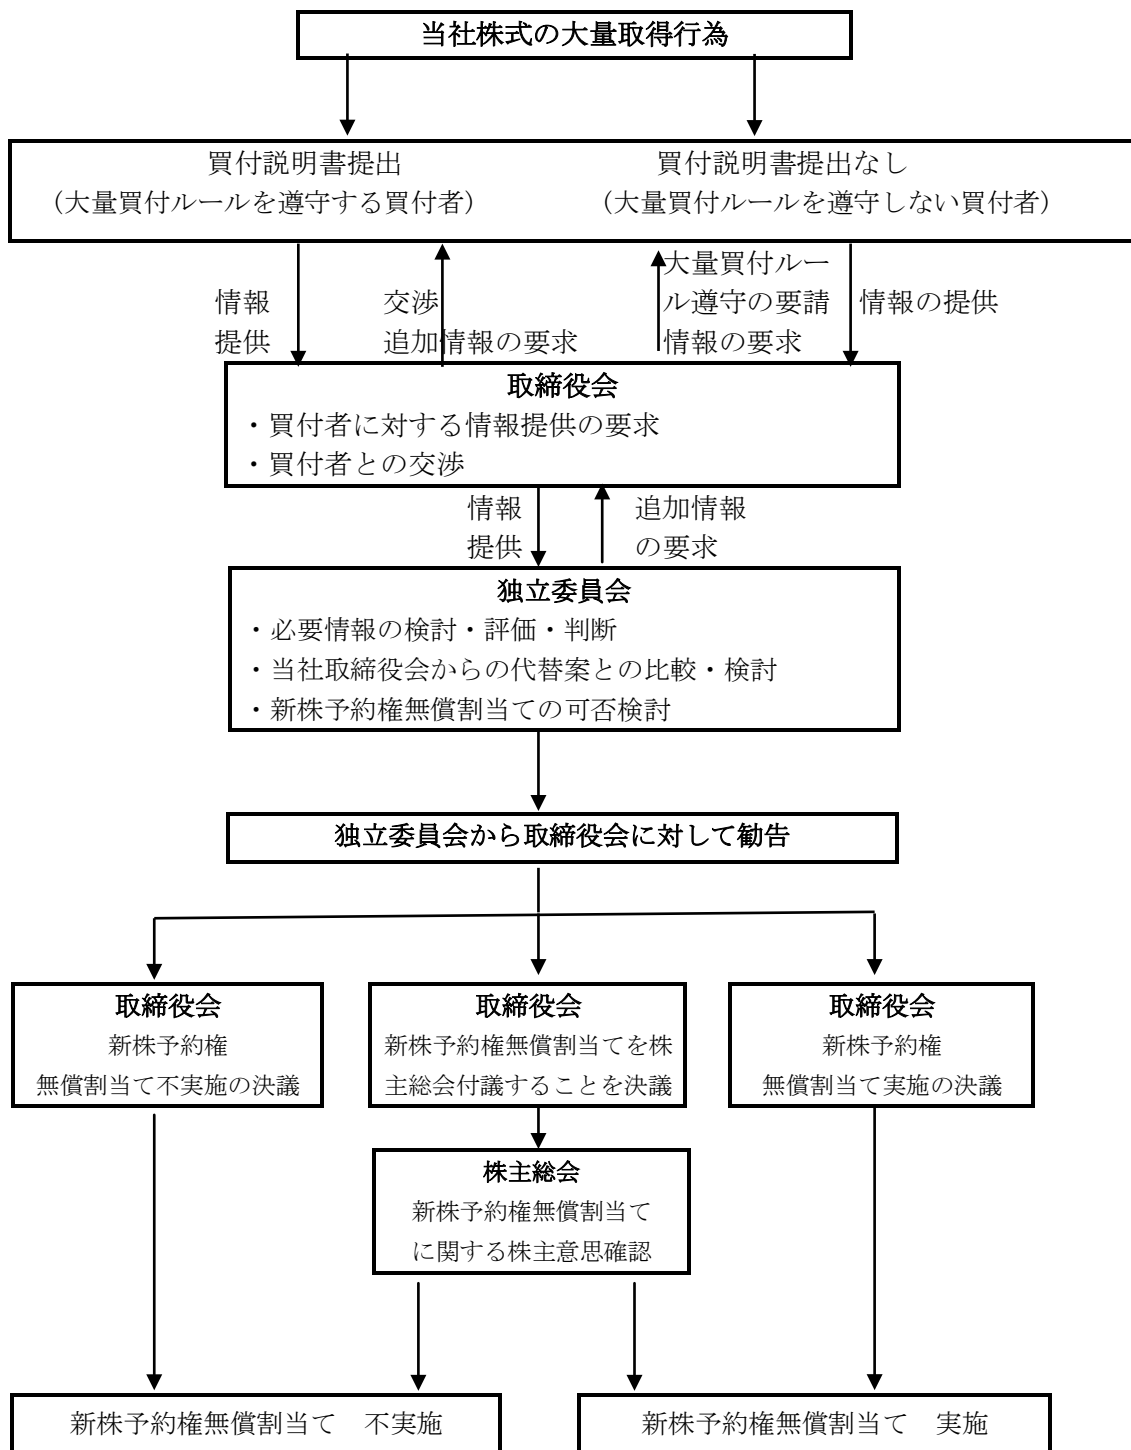 当社株式の大量取得行為
買付説明書提出
(大量買付ルールを遵守する買付者)
買付説明書提出なし
(大量買付ルールを遵守しない買付者)
情報
提供
交渉
追加情報の要求
大量買付ルー
ル遵守の要請
情報の要求
情報の提供
取締役会
・買付者に対する情報提供の要求
・買付者との交渉
情報
提供
追加情報
の要求
独立委員会
・必要情報の検討・評価・判断
・当社取締役会からの代替案との比較・検討
・新株予約権無償割当ての可否検討
独立委員会から取締役会に対して勧告
取締役会
新株予約権
無償割当て不実施の決議
取締役会
新株予約権無償割当てを株
主総会付議することを決議
取締役会
新株予約権
無償割当て実施の決議
株主総会
新株予約権無償割当て
に関する株主意思確認
新株予約権無償割当て　不実施
新株予約権無償割当て　実施